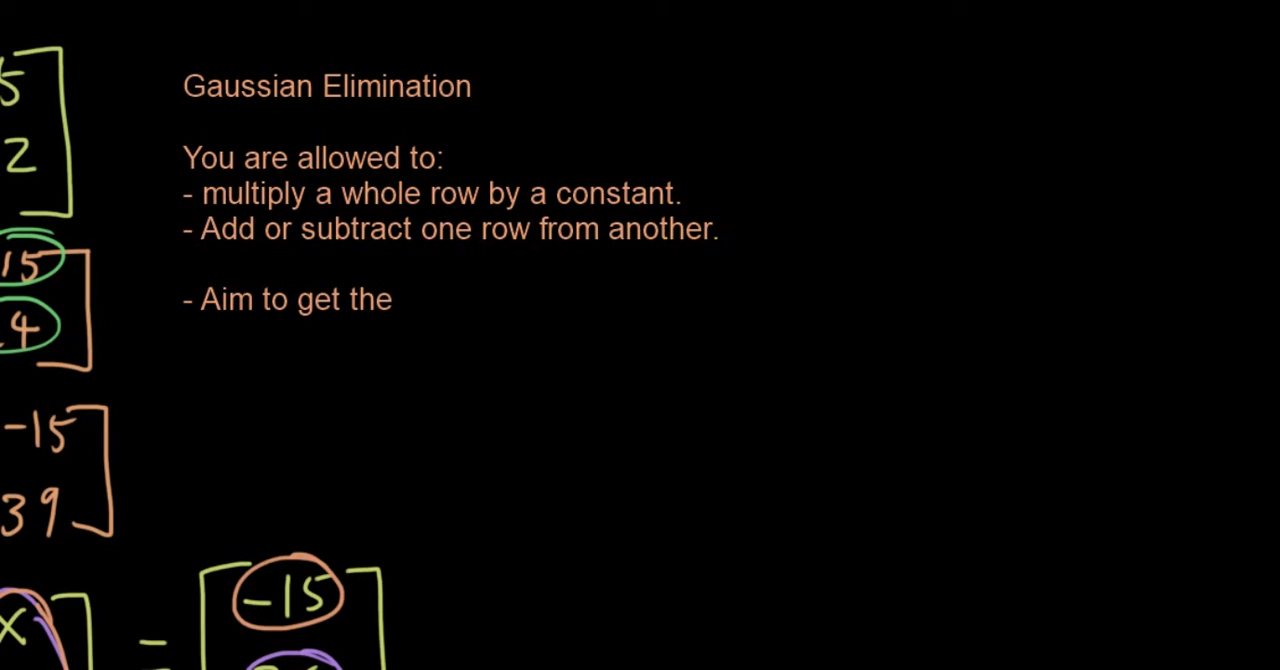 5
2
Gaussian Elimination
You are allowed to:
- multiply a whole row by a constant.
- Add or subtract one row from another.
15
4
- Aim to get the
-15
39
-15
x
=